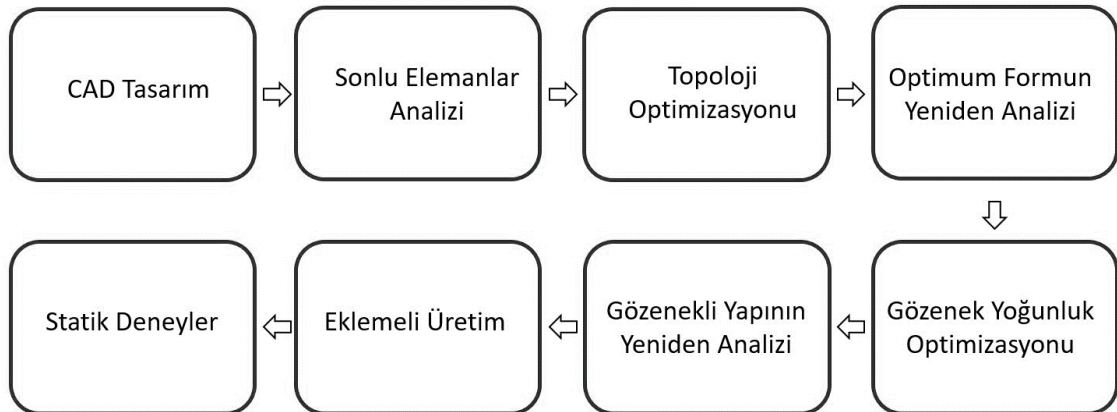 CAD Tasarım
Sonlu Elemanlar
Analizi
Topoloji
Optimizasyonu
Optimum Formun
Yeniden Analizi
Gözenek Yoğunluk
Optimizasyonu
Gözenekli Yapının
Yeniden Analizi
Eklemeli Üretim
Statik Deneyler